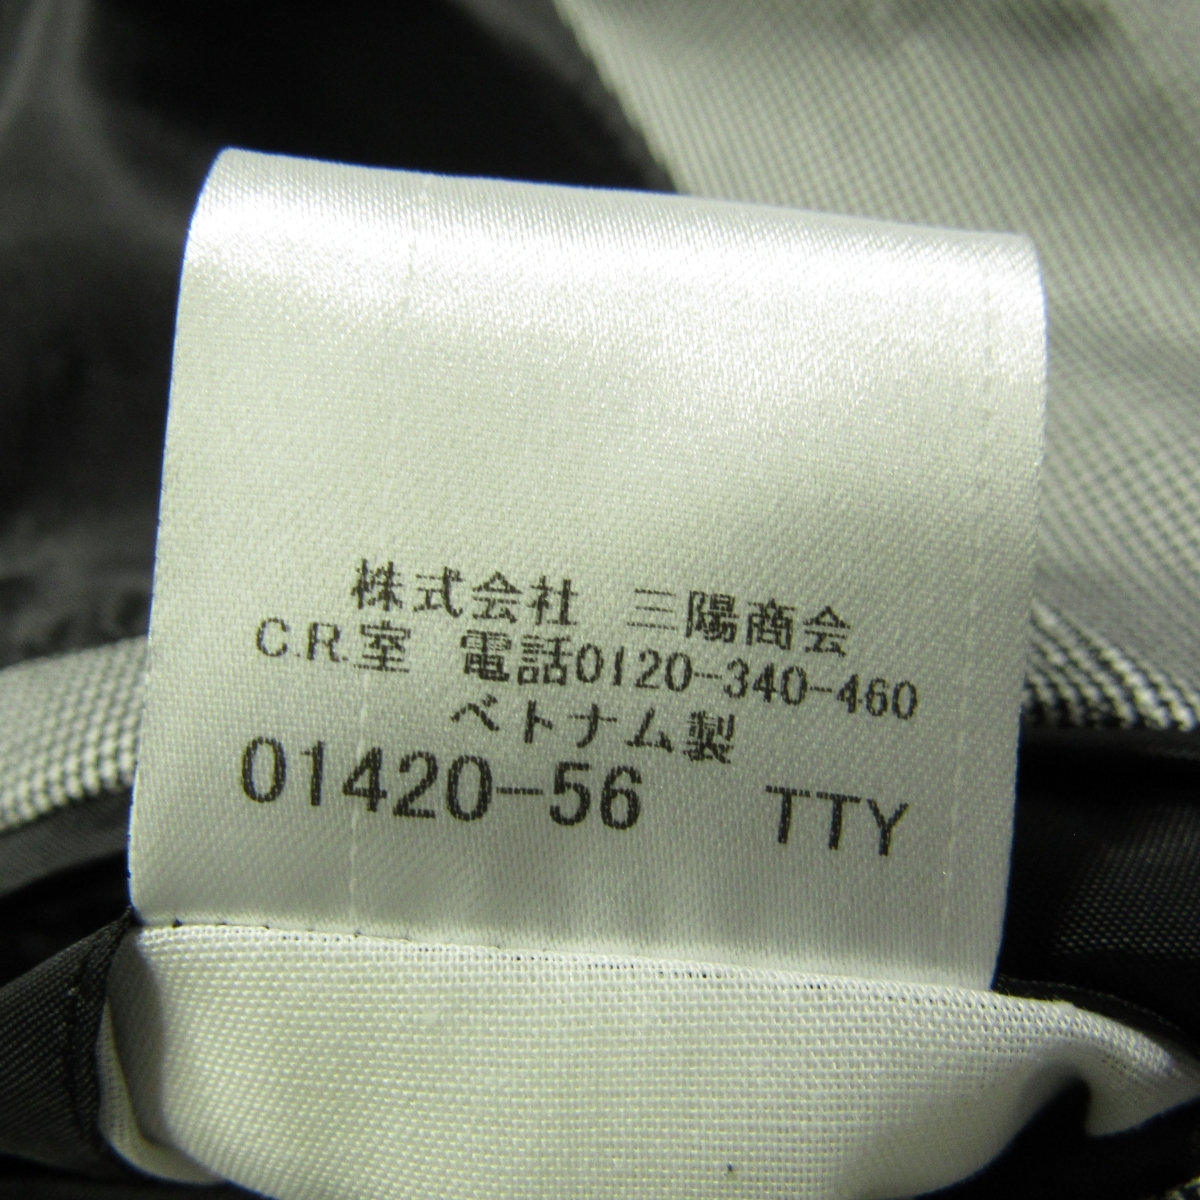 株式会社 三陽商会
C.R.室 電話0120-340-460
ベトナム製
01420-56 TTY